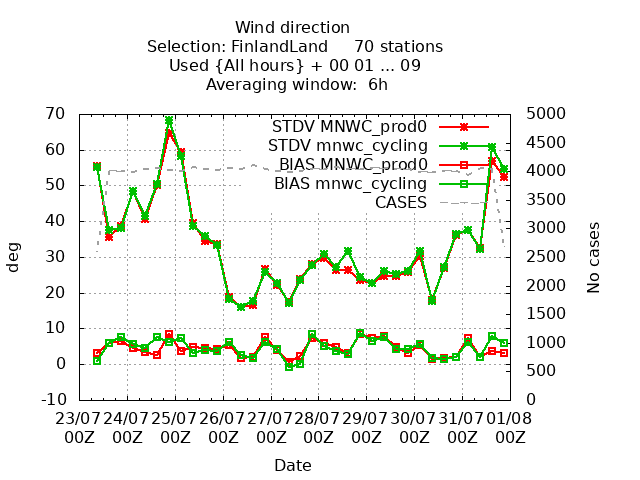 Wind direction
Selection: FinlandLand 70 stations
Used {All hours} + 00 01 ... 09
Averaging window: 6h
STDV MNWC_prod0
STDV mnwc_cycling
BIAS MNWC_prod0
BIAS mnwc_cycling
CASES
deg
70
60
50
40
30
20
10
0
-10
No cases
5000
4500
4000
3500
3000
2500
2000
1500
1000
500
0
23/07 24/07 25/07 26/07 27/07 28/07 29/07 30/07 31/07 01/08
00Z 00Z 00Z 00Z 00Z 00Z 00Z 00Z 00Z 00Z
Date